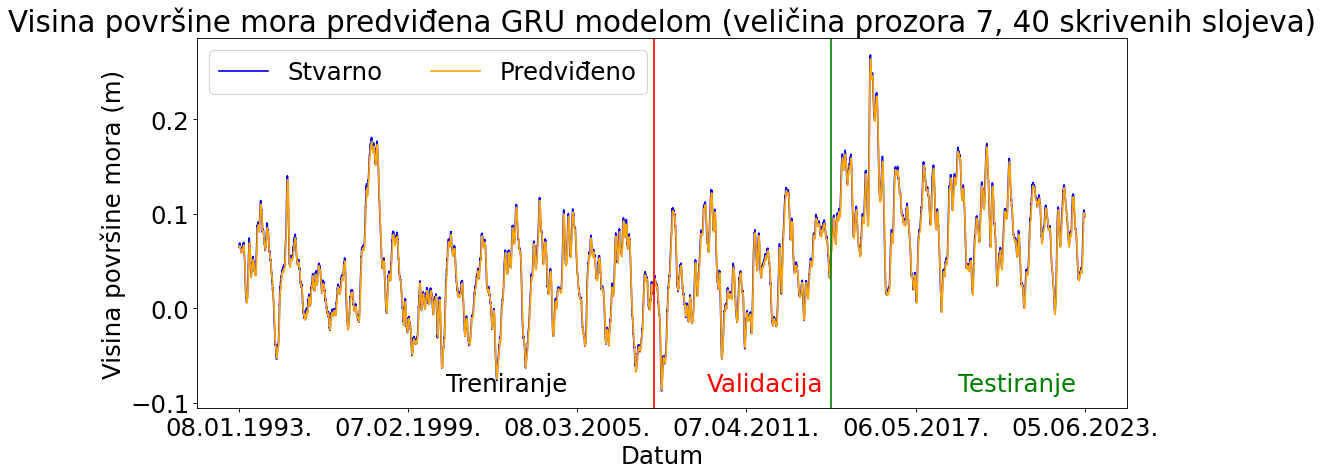 Visina površine mora predviđena GRU modelom (veličina prozora 7, 40 skrivenih slojeva)
Stvarno Predviđeno
Visina površine mora (m)
0.2
0.1
0.0
−0.1
Treniranje Validacija Testiranje
08.01.1993. 07.02.1999. 08.03.2005. 07.04.2011. 06.05.2017. 05.06.2023.
Datum